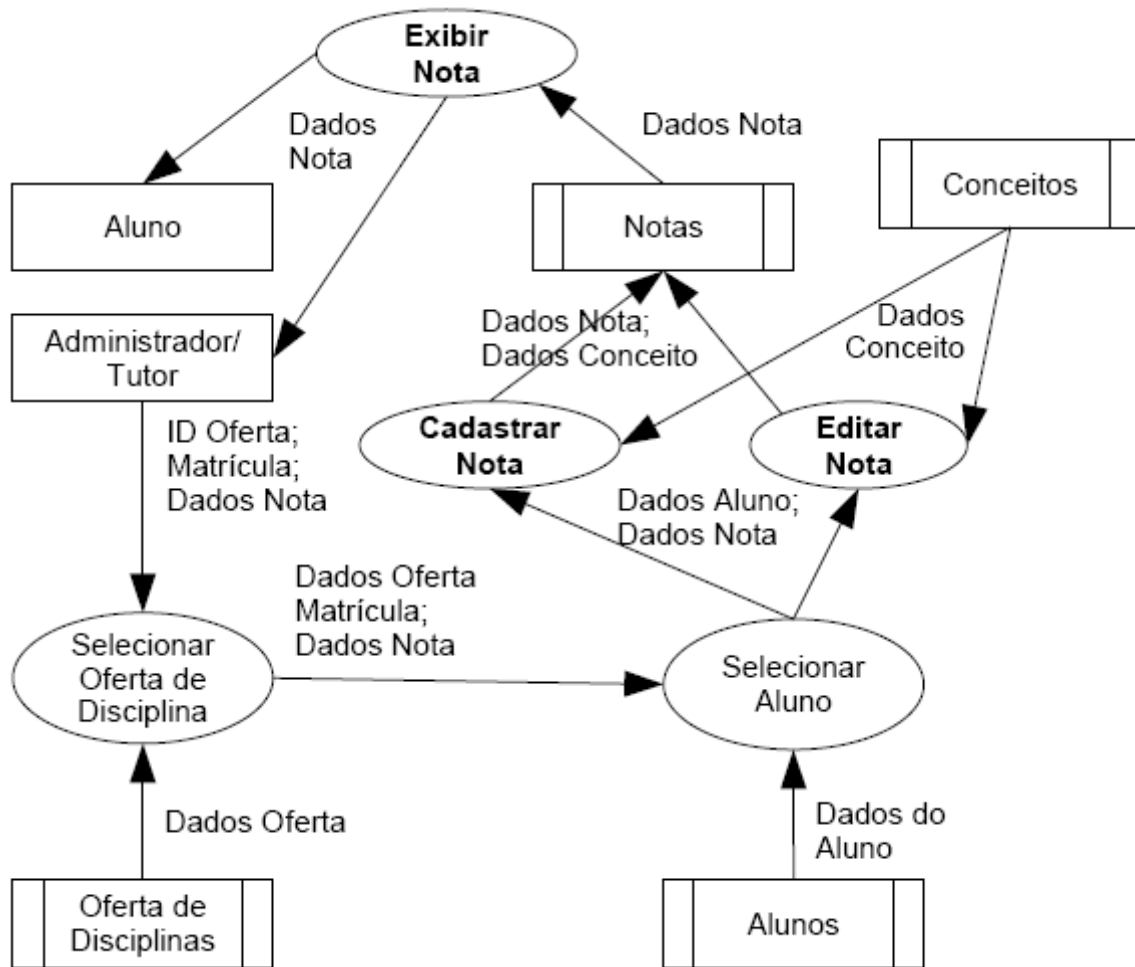 Exibir
Nota
Dados
Nota
Dados Nota
Aluno
Notas
Conceitos
Administrador/
Tutor
Dados Nota;
Dados Conceito
Dados
Conceito
ID Oferta;
Matrícula;
Dados Nota
Cadastrar
Nota
Editar
Nota
Dados Aluno;
Dados Nota
Dados Oferta
Matrícula;
Dados Nota
Selecionar
Oferta de
Disciplina
Selecionar
Aluno
Dados Oferta
Dados do
Aluno
Oferta de
Disciplinas
Alunos